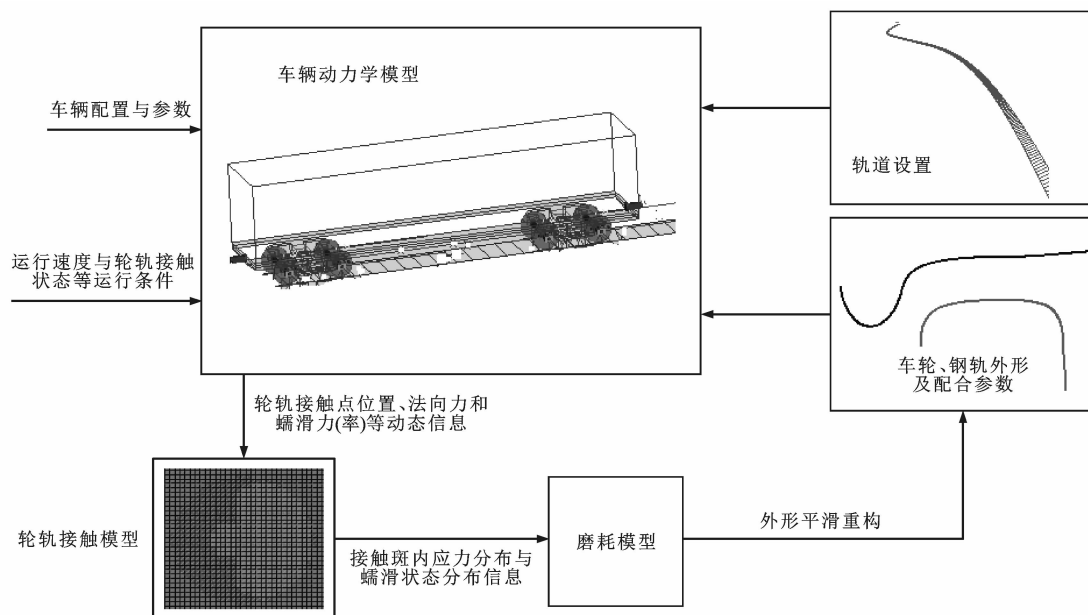 车辆动力学模型
车辆配置与参数
运行速度与轮轨接触
状态等运行条件
轨道设置
车轮、钢轨外形
及配合参数
轮轨接触点位置、法向力和
蠕滑力(率)等动态信息
轮轨接触模型
接触斑内应力分布与
蠕滑状态分布信息
磨耗模型
外形平滑重构